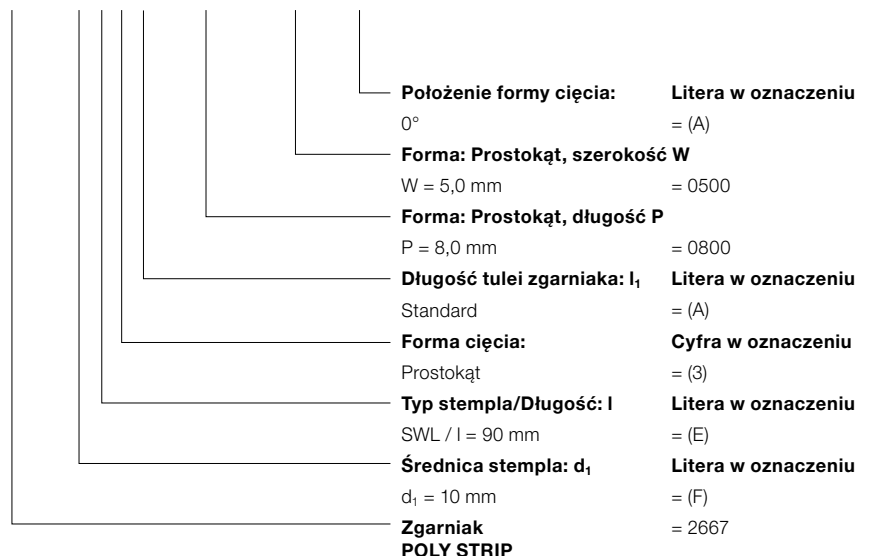 Położenie formy cięcia: Litera w oznaczeniu
0° = (A)
Forma: Prostokąt, szerokość W
W = 5,0 mm = 0500
Forma: Prostokąt, długość P
P = 8,0 mm = 0800
Długość tulei zgarniaka: l₁ Litera w oznaczeniu
Standard = (A)
Forma cięcia: Cyfra w oznaczeniu
Prostokąt = (3)
Typ stempla/Długość: l Litera w oznaczeniu
SWL / l = 90 mm = (E)
Średnica stempla: d₁ Litera w oznaczeniu
d₁ = 10 mm = (F)
Zgarniak = 2667
POLY STRIP